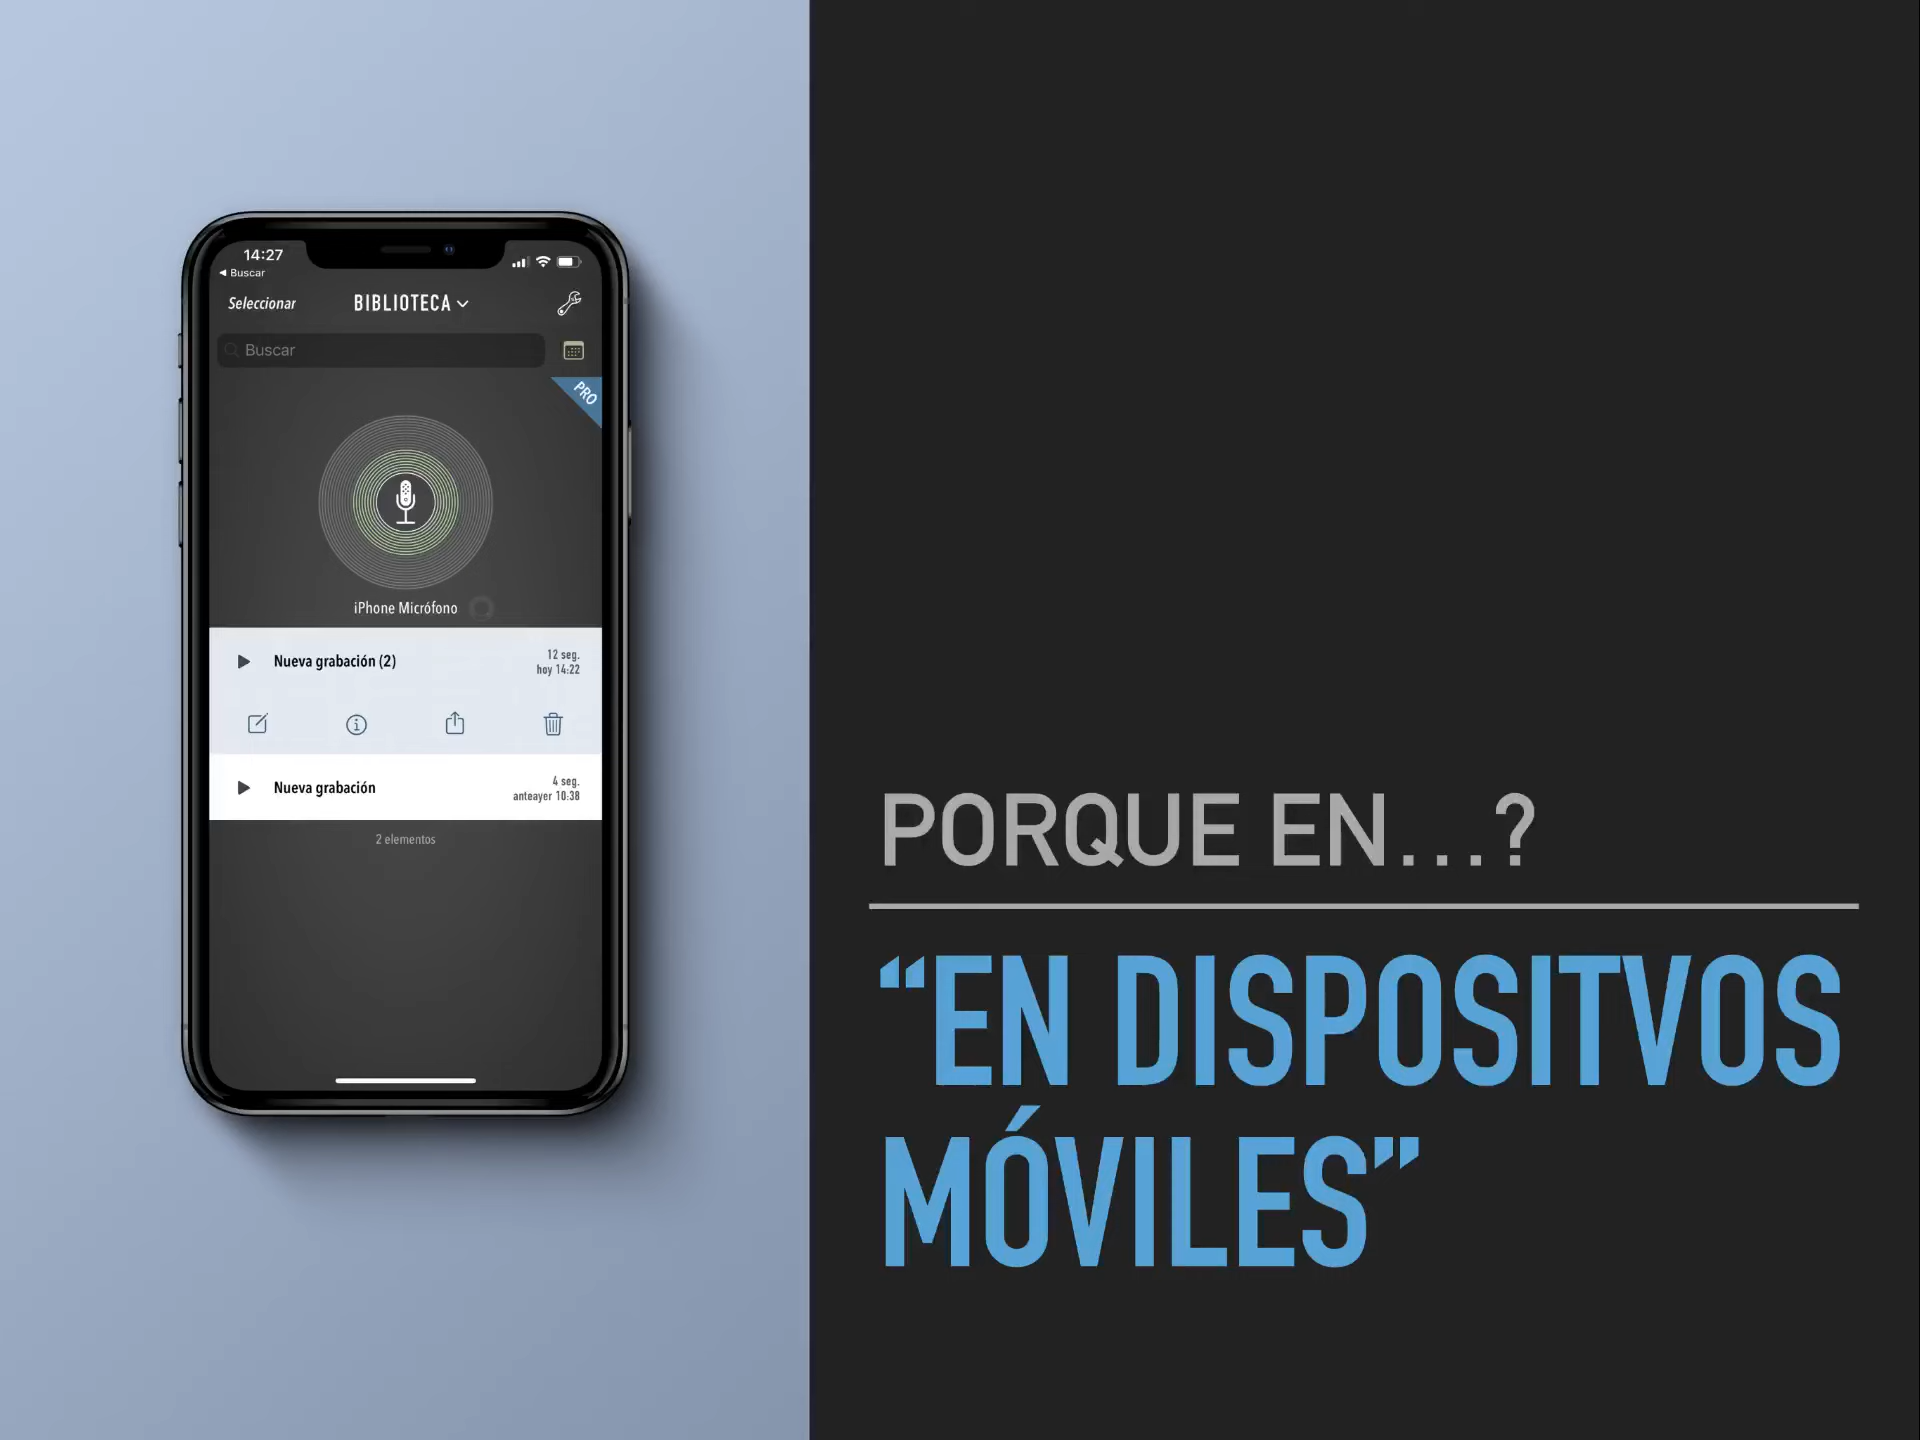 14:27
◀ Buscar
Seleccionar
BIBLIOTECA
Buscar
PRO
iPhone Micrófono
Nueva grabación (2)
12 seg.
hoy 14:22
Nueva grabación
4 seg.
anteayer 10:38
2 elementos
PORQUE EN...?
“EN DISPOSITVOS
MÓVILES”